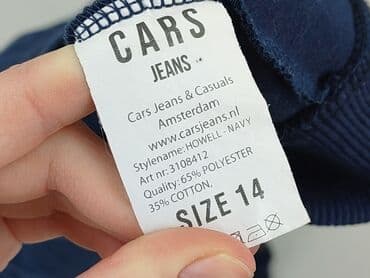 CARS
JEANS
Cars Jeans & Casuals
Amsterdam
www.carsjeans.nl
Stylename: HOWELL - NAVY
Art nr: 3108412
Quality: 65% POLYESTER
35% COTTON,
SIZE 14